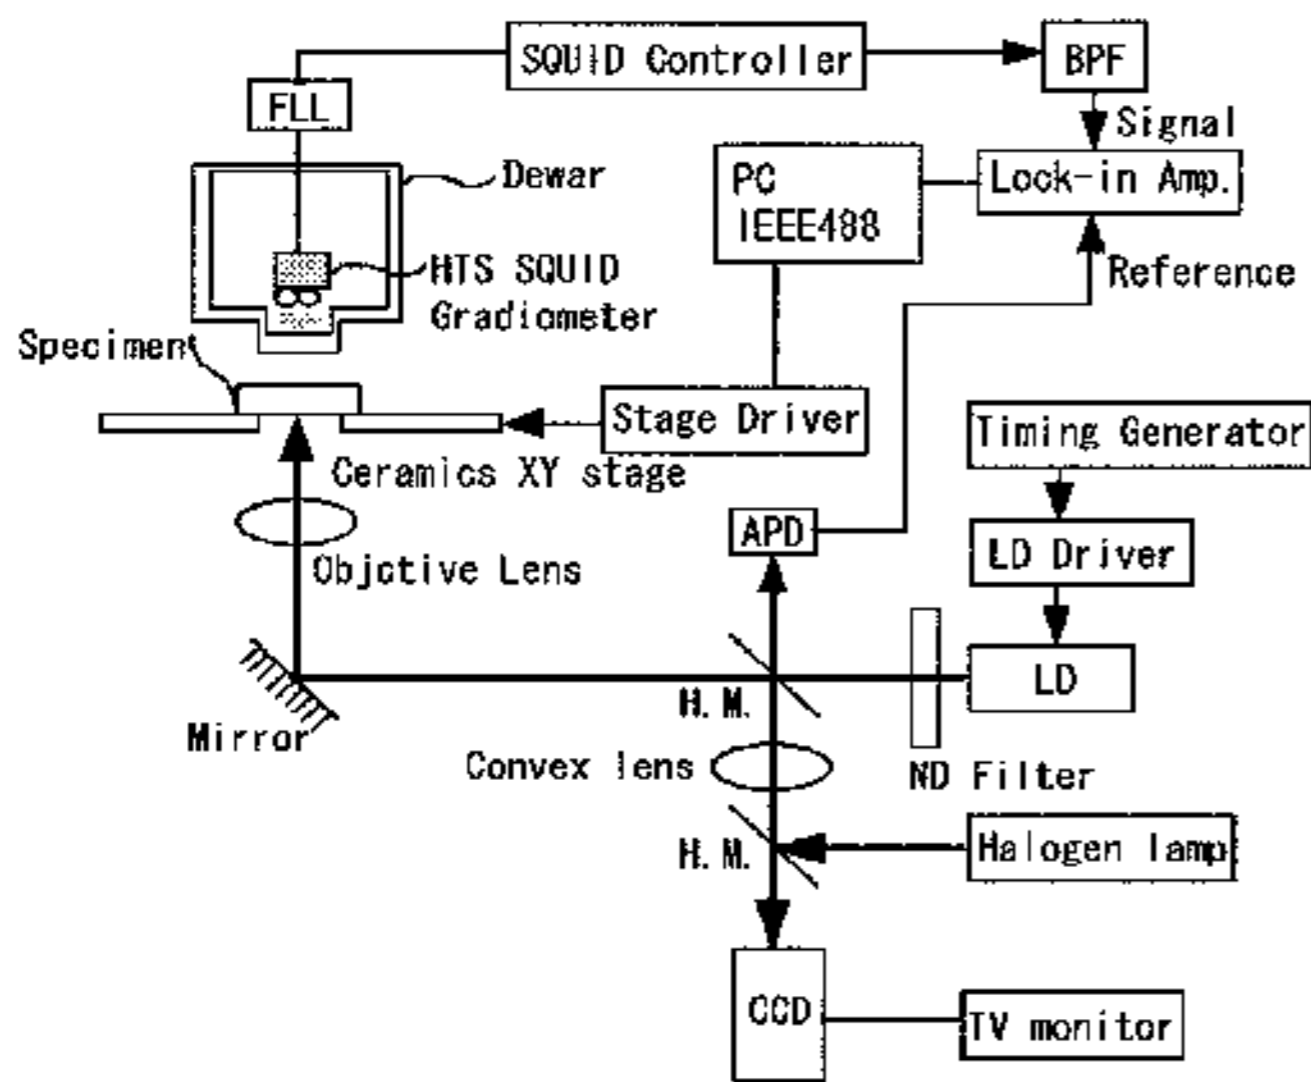 SQUID Controller
BPF
FLL
Signal
PC
IEEE488
Lock-in Amp.
Dewar
HTS SQUID
Gradiometer
Reference
Specimen
Stage Driver
Timing Generator
Ceramics XY stage
APD
LD Driver
Objctive Lens
LD
H.M.
Mirror
Convex lens
ND Filter
H.M.
Halogen lamp
CCD
TV monitor